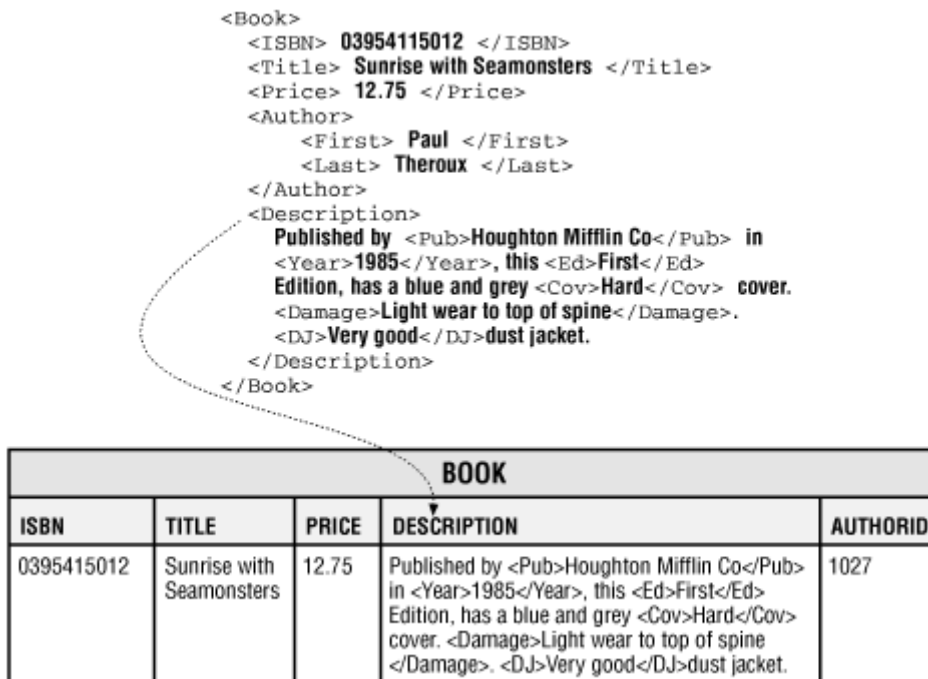 <Book>
<ISBN> 03954115012 </ISBN>
<Title> Sunrise with Seamonsters </Title>
<Price> 12.75 </Price>
<Author>
<First> Paul </First>
<Last> Theroux </Last>
</Author>
<Description>
Published by <Pub>Houghton Mifflin Co</Pub> in
<Year>1985</Year>, this <Ed>First</Ed>
Edition, has a blue and grey <Cov>Hard</Cov> cover.
<Damage>Light wear to top of spine</Damage>.
<DJ>Very good</DJ>dust jacket.
</Description>
</Book>
BOOK
ISBN TITLE PRICE DESCRIPTION AUTHORID
0395415012 Sunrise with 12.75 Published by <Pub>Houghton Mifflin Co</Pub> 1027
Seamonsters in <Year>1985</Year>, this <Ed>First</Ed>
Edition, has a blue and grey <Cov>Hard</Cov>
cover. <Damage>Light wear to top of spine
</Damage>. <DJ>Very good</DJ>dust jacket.